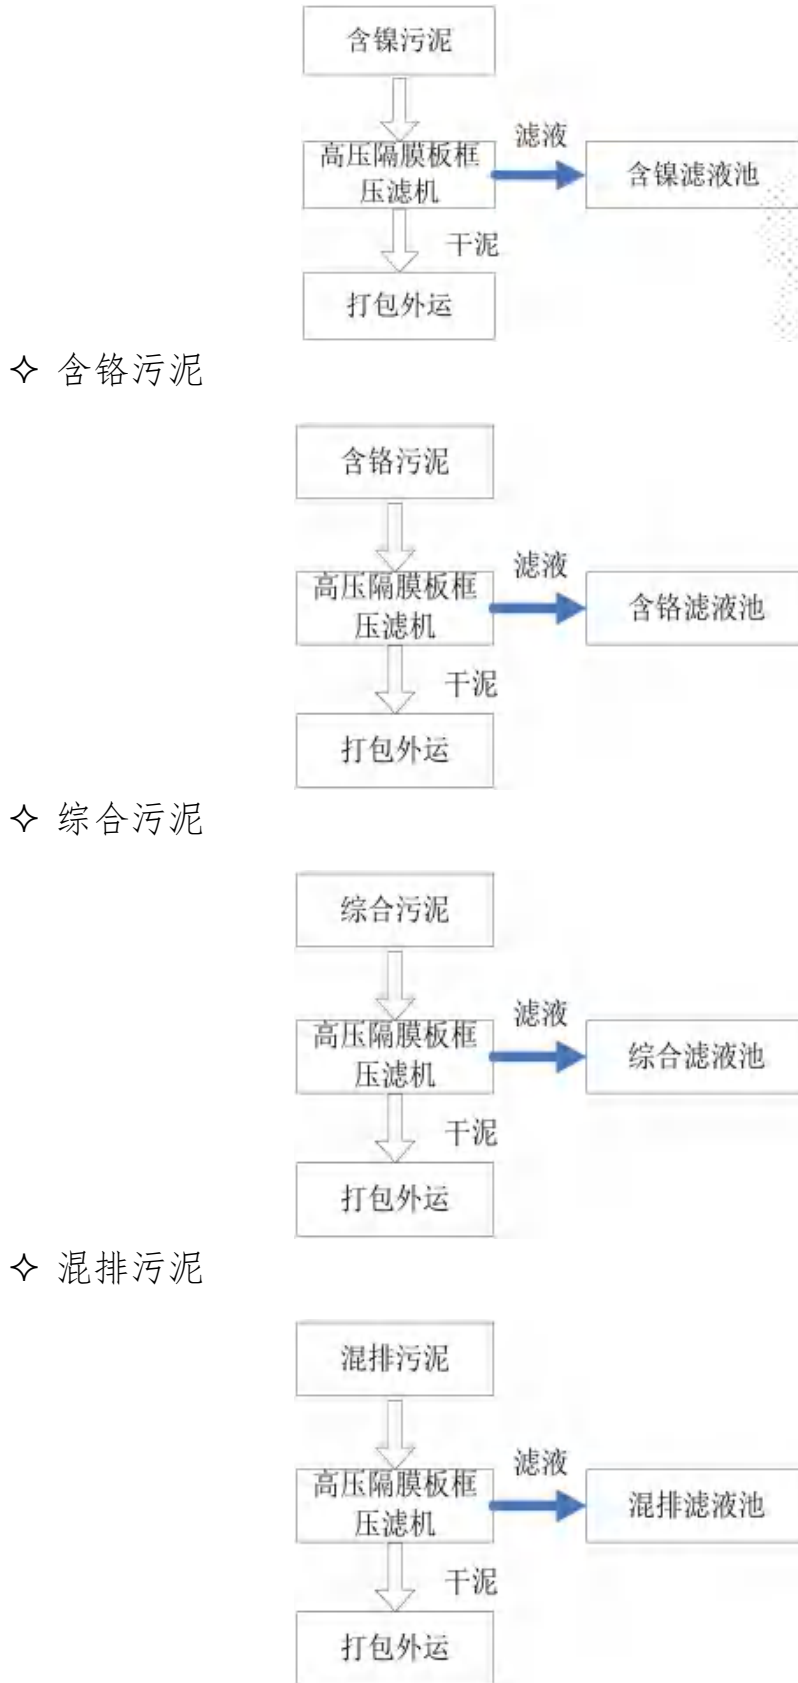 含镍污泥
滤液
高压隔膜板框
压滤机
含镍滤液池
干泥
打包外运
✧ 含铬污泥
含铬污泥
滤液
高压隔膜板框
压滤机
含铬滤液池
干泥
打包外运
✧ 综合污泥
综合污泥
滤液
高压隔膜板框
压滤机
综合滤液池
干泥
打包外运
✧ 混排污泥
混排污泥
滤液
高压隔膜板框
压滤机
混排滤液池
干泥
打包外运